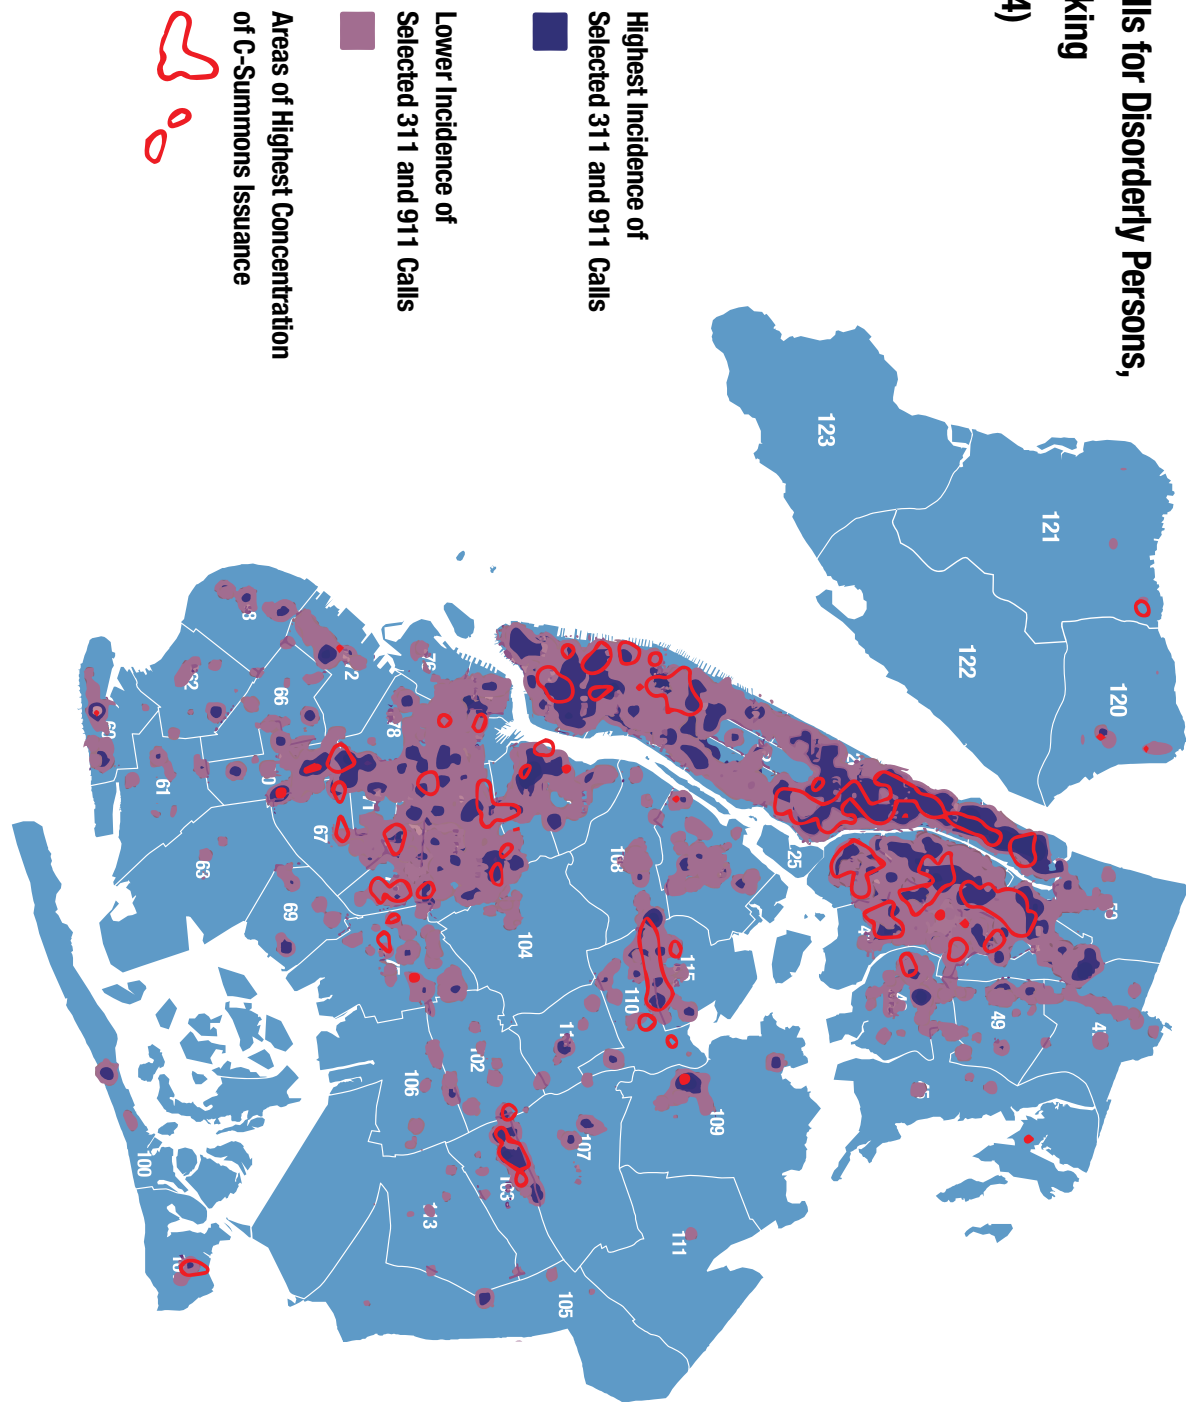 lls for Disorderly Persons,
king
4)
Highest Incidence of
Selected 311 and 911 Calls
Lower Incidence of
Selected 311 and 911 Calls
Areas of Highest Concentration
of C-Summons Issuance
123
121
122
120
25
49
115
110
104
109
107
111
105
102
106
100
66
78
61
67
63
69